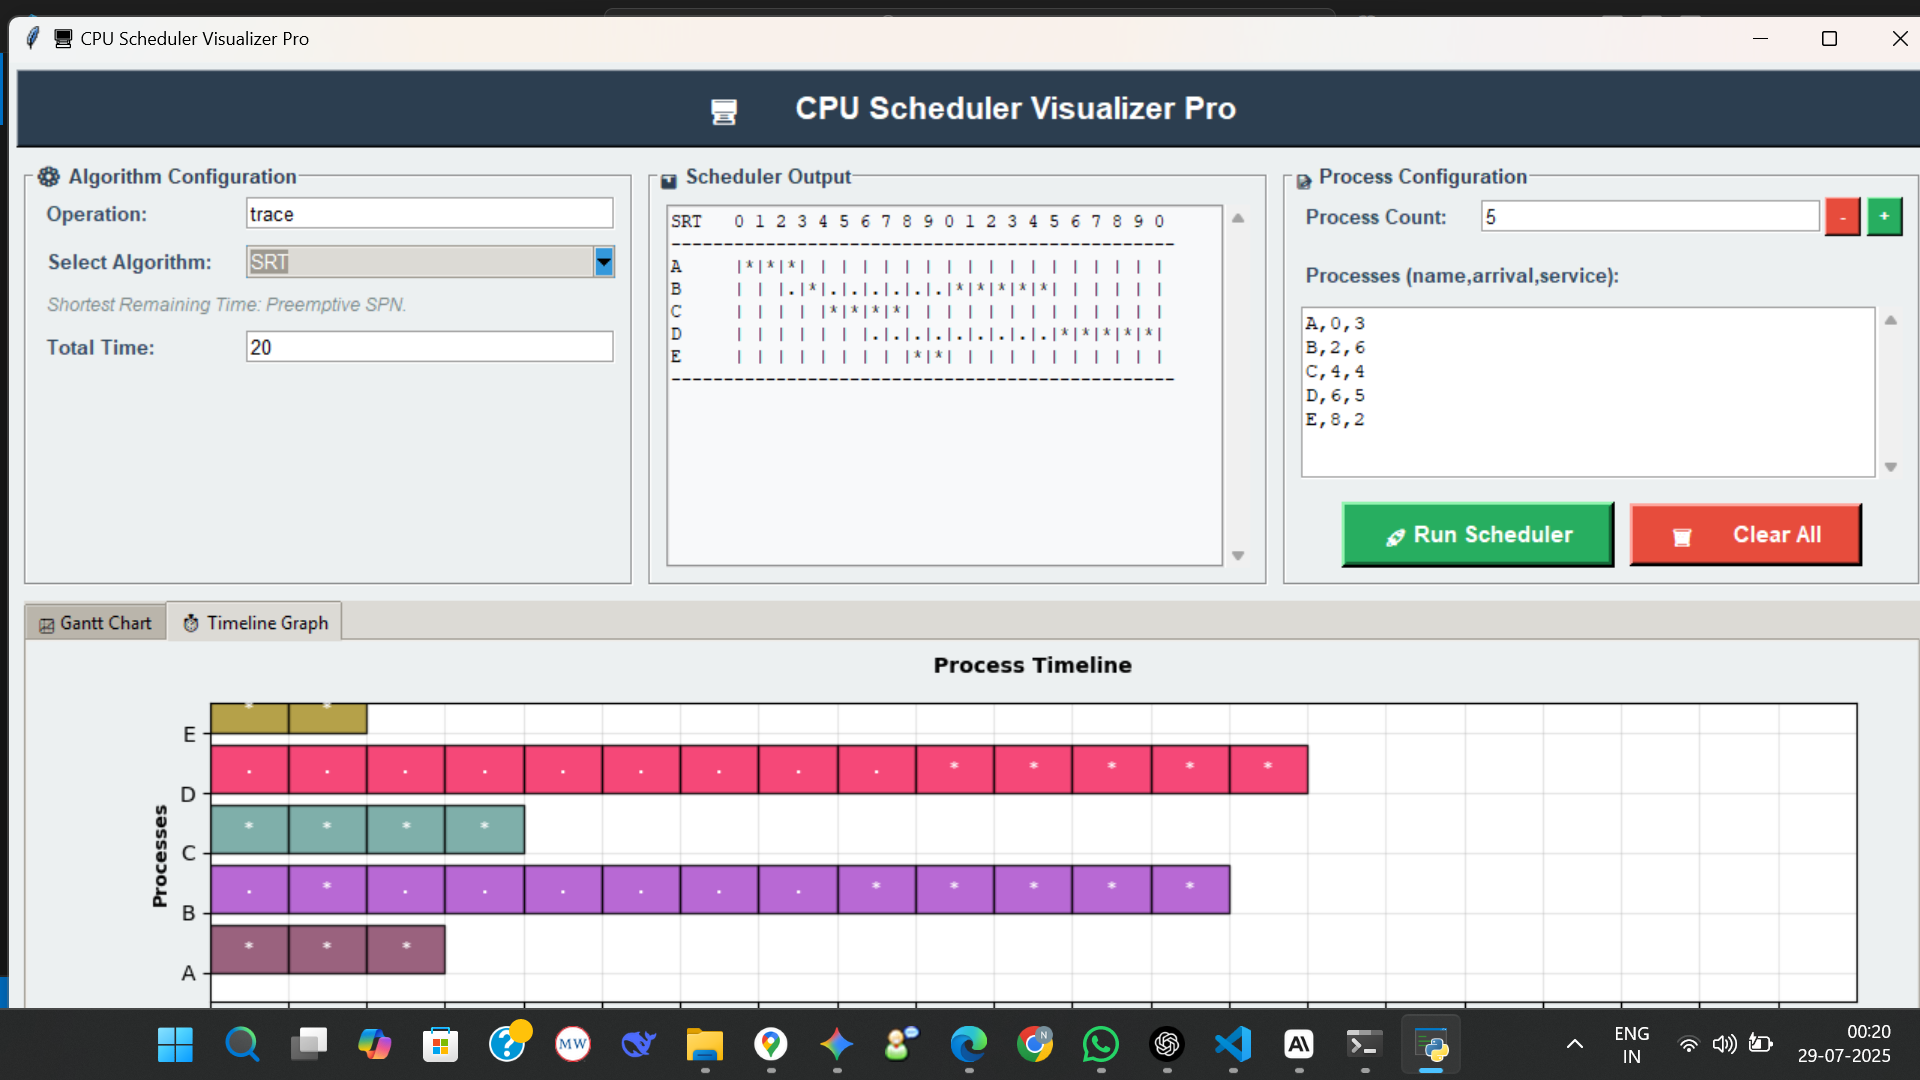 CPU Scheduler Visualizer Pro
CPU Scheduler Visualizer Pro
Algorithm Configuration
Operation: trace
Select Algorithm: SRT
Shortest Remaining Time: Preemptive SPN.
Total Time: 20
Scheduler Output
SRT 0 1 2 3 4 5 6 7 8 9 0 1 2 3 4 5 6 7 8 9 0
------------------------------------------------
A |*|*|*| | | | | | | | | | | | | | | | | |
B | | |.|*|.|.|.|.|.|.|*|*|*|*|*| | | | | |
C | | | | |*|*|*|*| | | | | | | | | | | | |
D | | | | | | |.|.|.|.|.|.|.|.|.|*|*|*|*|*|
E | | | | | | | | |*|*| | | | | | | | | | |
------------------------------------------------
Process Configuration
Process Count: 5 - +
Processes (name,arrival,service):
A,0,3
B,2,6
C,4,4
D,6,5
E,8,2
Run Scheduler Clear All
Gantt Chart Timeline Graph
Process Timeline
Processes
E * *
D . . . . . . . . . * * * * *
C * * * *
B . * . . . . . . * * * * *
A * * *
MW
N
ENG
IN
00:20
29-07-2025